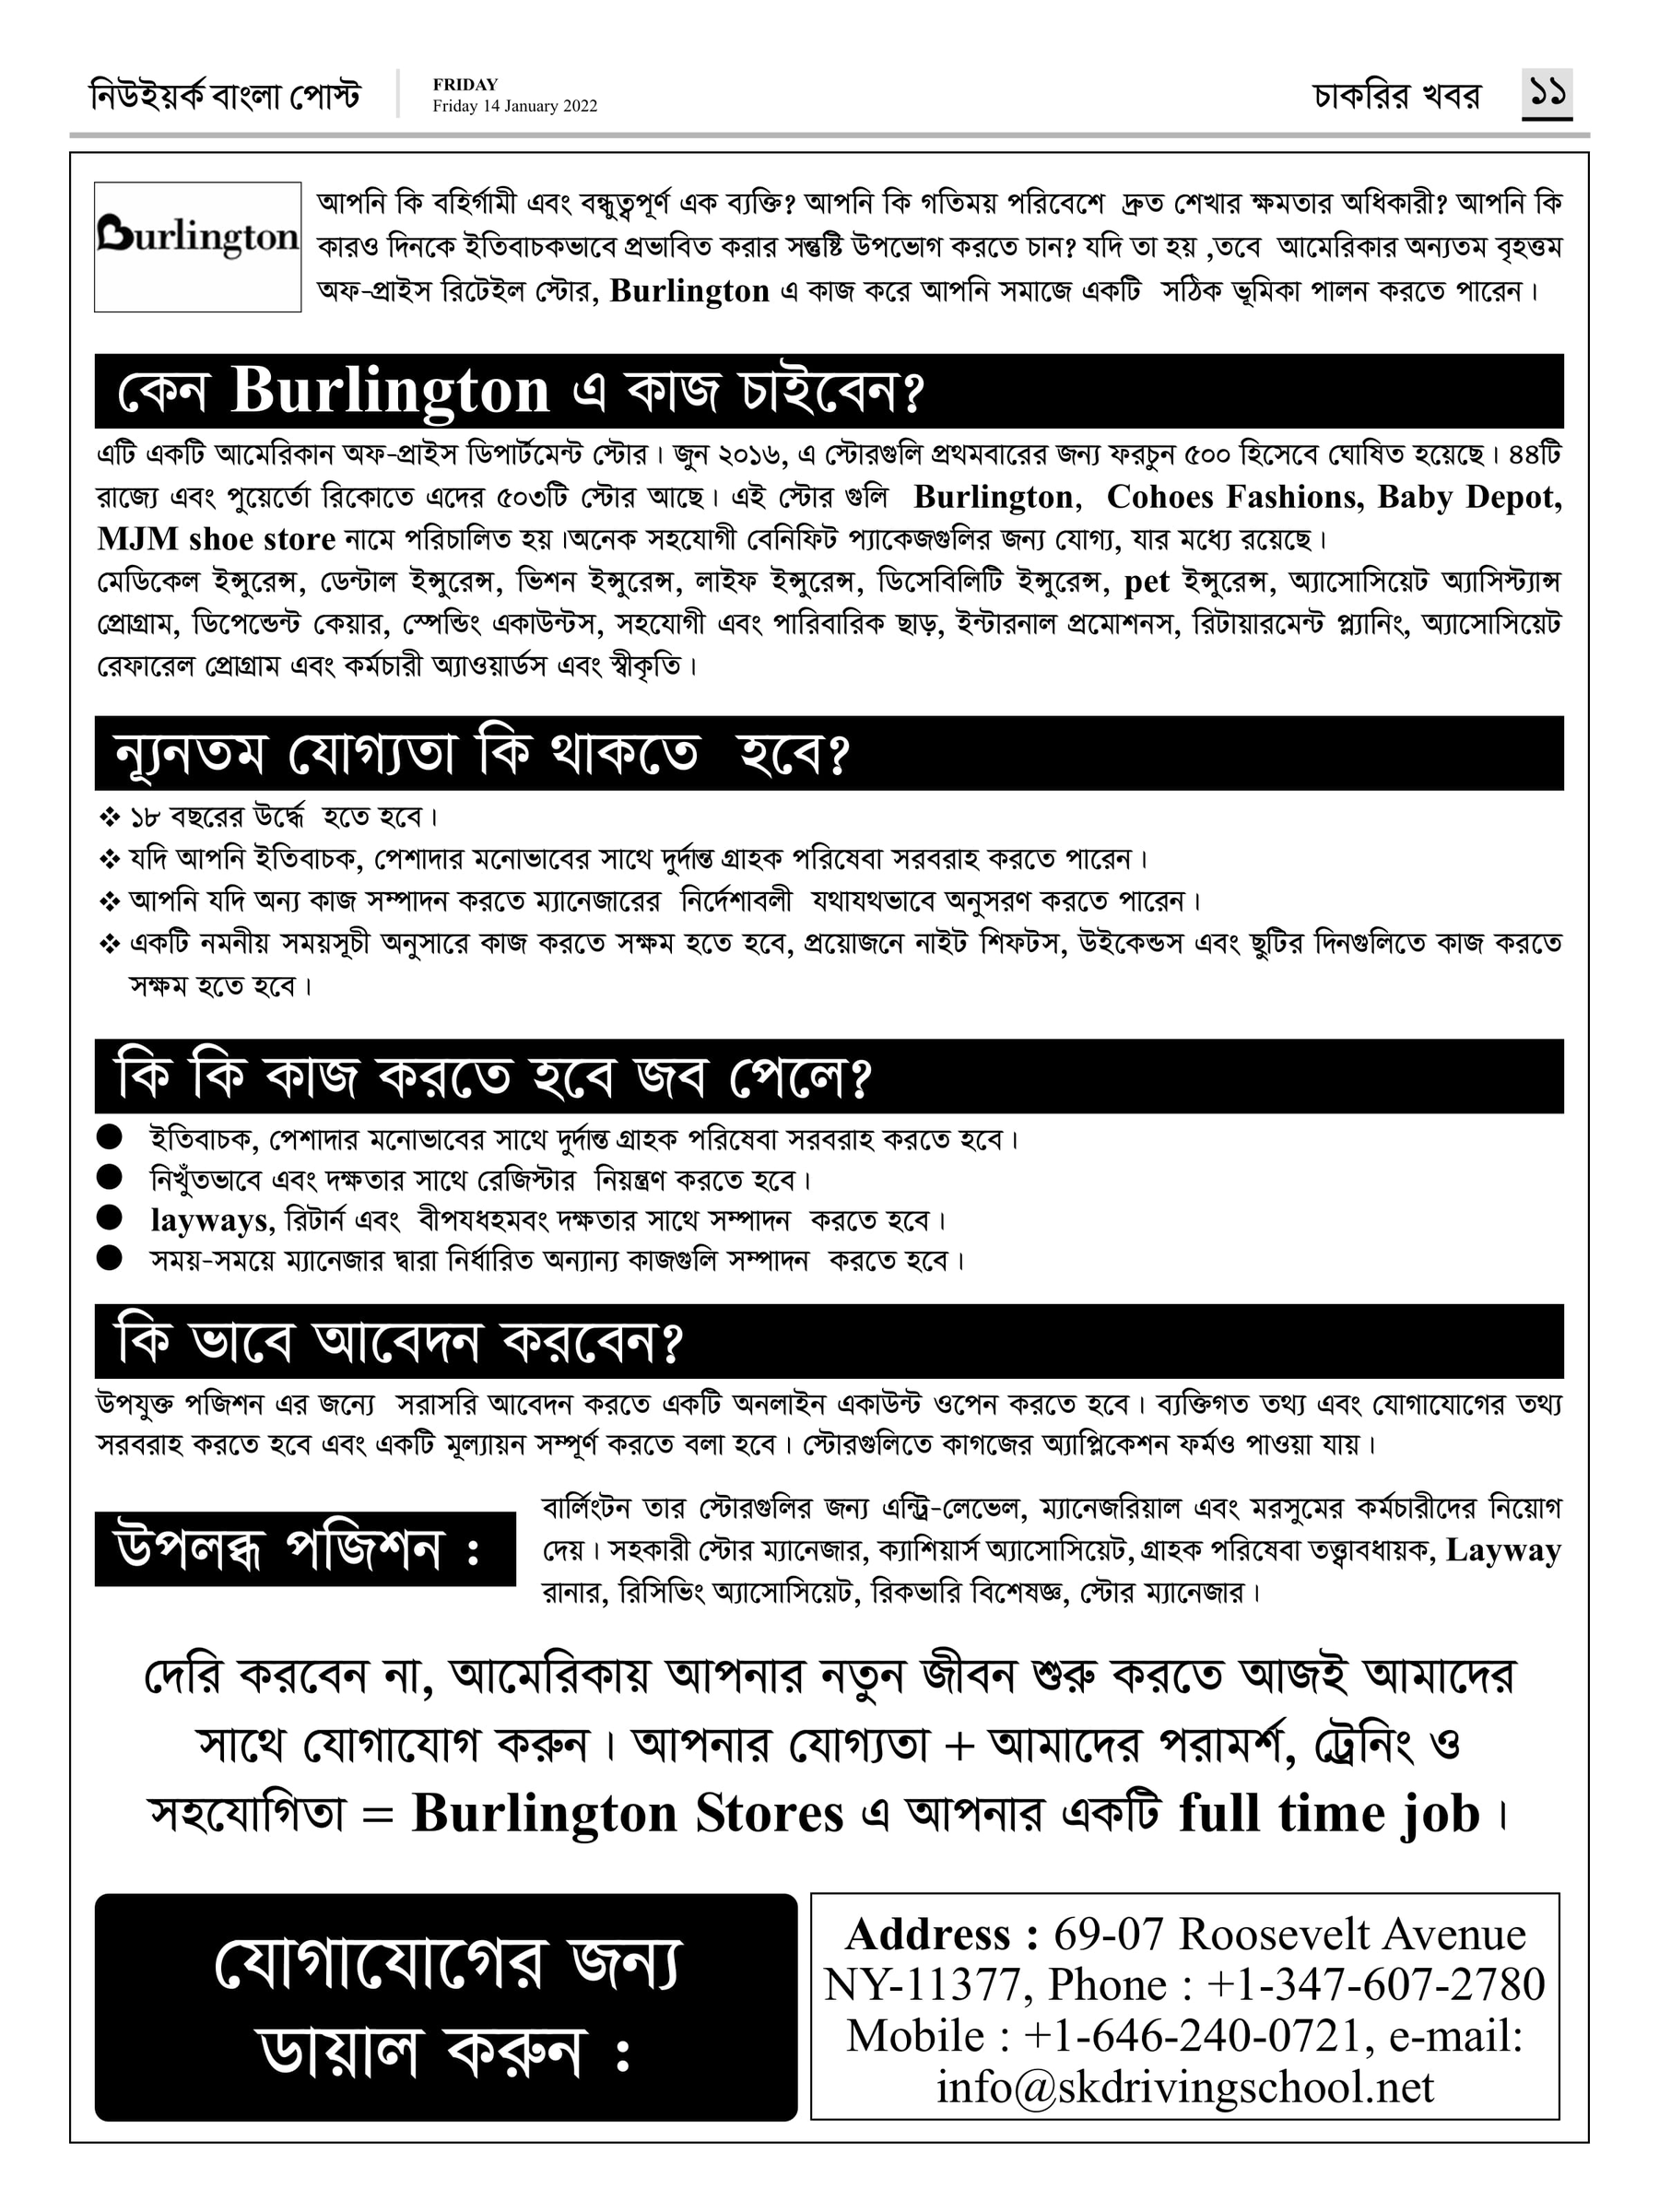 নিউইয়র্ক বাংলা পোস্ট
FRIDAY
Friday 14 January 2022
চাকরির খবর
১১
Burlington
আপনি কি বহির্গামী এবং বন্ধুত্বপূর্ণ এক ব্যক্তি? আপনি কি গতিময় পরিবেশে দ্রুত শেখার ক্ষমতার অধিকারী? আপনি কি
কারও দিনকে ইতিবাচকভাবে প্রভাবিত করার সন্তুষ্টি উপভোগ করতে চান? যদি তা হয় ,তবে আমেরিকার অন্যতম বৃহত্তম
অফ-প্রাইস রিটেইল স্টোর, Burlington এ কাজ করে আপনি সমাজে একটি সঠিক ভূমিকা পালন করতে পারেন।
কেন Burlington এ কাজ চাইবেন?
এটি একটি আমেরিকান অফ-প্রাইস ডিপার্টমেন্ট স্টোর। জুন ২০১৬, এ স্টোরগুলি প্রথমবারের জন্য ফরচুন ৫০০ হিসেবে ঘোষিত হয়েছে। ৪৪টি
রাজ্যে এবং পুয়ের্তো রিকোতে এদের ৫০৩টি স্টোর আছে। এই স্টোর গুলি Burlington, Cohoes Fashions, Baby Depot,
MJM shoe store নামে পরিচালিত হয়।অনেক সহযোগী বেনিফিট প্যাকেজগুলির জন্য যোগ্য, যার মধ্যে রয়েছে।
মেডিকেল ইন্সুরেন্স, ডেন্টাল ইন্সুরেন্স, ভিশন ইন্সুরেন্স, লাইফ ইন্সুরেন্স, ডিসেবিলিটি ইন্সুরেন্স, pet ইন্সুরেন্স, অ্যাসোসিয়েট অ্যাসিস্ট্যান্স
প্রোগ্রাম, ডিপেন্ডেন্ট কেয়ার, স্পেন্ডিং একাউন্টস, সহযোগী এবং পারিবারিক ছাড়, ইন্টারনাল প্রমোশনস, রিটায়ারমেন্ট প্ল্যানিং, অ্যাসোসিয়েট
রেফারেল প্রোগ্রাম এবং কর্মচারী অ্যাওয়ার্ডস এবং স্বীকৃতি।
ন্যূনতম যোগ্যতা কি থাকতে হবে?
❖ ১৮ বছরের উর্দ্ধে হতে হবে।
❖ যদি আপনি ইতিবাচক, পেশাদার মনোভাবের সাথে দুর্দান্ত গ্রাহক পরিষেবা সরবরাহ করতে পারেন।
❖ আপনি যদি অন্য কাজ সম্পাদন করতে ম্যানেজারের নির্দেশাবলী যথাযথভাবে অনুসরণ করতে পারেন।
❖ একটি নমনীয় সময়সূচী অনুসারে কাজ করতে সক্ষম হতে হবে, প্রয়োজনে নাইট শিফটস, উইকেন্ডস এবং ছুটির দিনগুলিতে কাজ করতে
সক্ষম হতে হবে।
কি কি কাজ করতে হবে জব পেলে?
● ইতিবাচক, পেশাদার মনোভাবের সাথে দুর্দান্ত গ্রাহক পরিষেবা সরবরাহ করতে হবে।
● নিখুঁতভাবে এবং দক্ষতার সাথে রেজিস্টার নিয়ন্ত্রণ করতে হবে।
● layways, রিটার্ন এবং বীপযধহমবং দক্ষতার সাথে সম্পাদন করতে হবে।
● সময়-সময়ে ম্যানেজার দ্বারা নির্ধারিত অন্যান্য কাজগুলি সম্পাদন করতে হবে।
কি ভাবে আবেদন করবেন?
উপযুক্ত পজিশন এর জন্যে সরাসরি আবেদন করতে একটি অনলাইন একাউন্ট ওপেন করতে হবে। ব্যক্তিগত তথ্য এবং যোগাযোগের তথ্য
সরবরাহ করতে হবে এবং একটি মূল্যায়ন সম্পূর্ণ করতে বলা হবে। স্টোরগুলিতে কাগজের অ্যাপ্লিকেশন ফর্মও পাওয়া যায়।
উপলব্ধ পজিশন :
বার্লিংটন তার স্টোরগুলির জন্য এন্ট্রি-লেভেল, ম্যানেজরিয়াল এবং মরসুমের কর্মচারীদের নিয়োগ
দেয়। সহকারী স্টোর ম্যানেজার, ক্যাশিয়ার্স অ্যাসোসিয়েট, গ্রাহক পরিষেবা তত্ত্বাবধায়ক, Layway
রানার, রিসিভিং অ্যাসোসিয়েট, রিকভারি বিশেষজ্ঞ, স্টোর ম্যানেজার।
দেরি করবেন না, আমেরিকায় আপনার নতুন জীবন শুরু করতে আজই আমাদের
সাথে যোগাযোগ করুন। আপনার যোগ্যতা + আমাদের পরামর্শ, ট্রেনিং ও
সহযোগিতা = Burlington Stores এ আপনার একটি full time job।
যোগাযোগের জন্য
ডায়াল করুন :
Address : 69-07 Roosevelt Avenue
NY-11377, Phone : +1-347-607-2780
Mobile : +1-646-240-0721, e-mail:
info@skdrivingschool.net